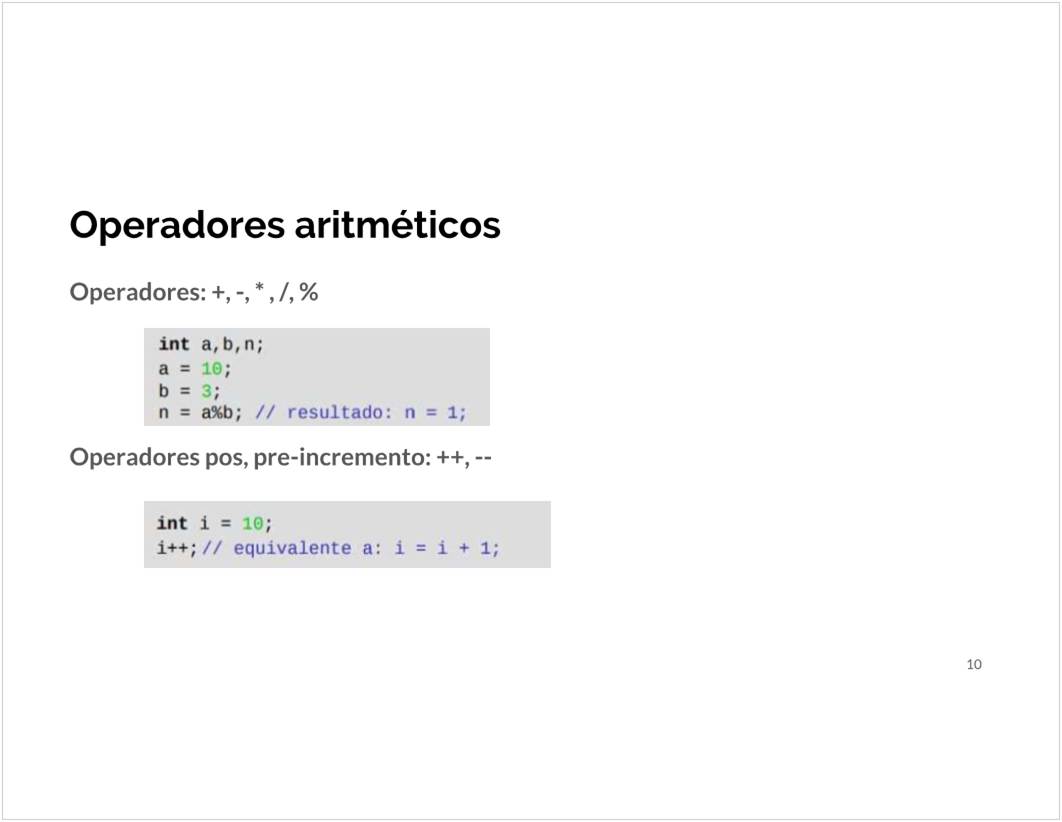 Operadores aritméticos
Operadores: +, -, * , /, %
int a,b,n;
a = 10;
b = 3;
n = a%b; // resultado: n = 1;
Operadores pos, pre-incremento: ++, --
int i = 10;
i++;// equivalente a: i = i + 1;
10